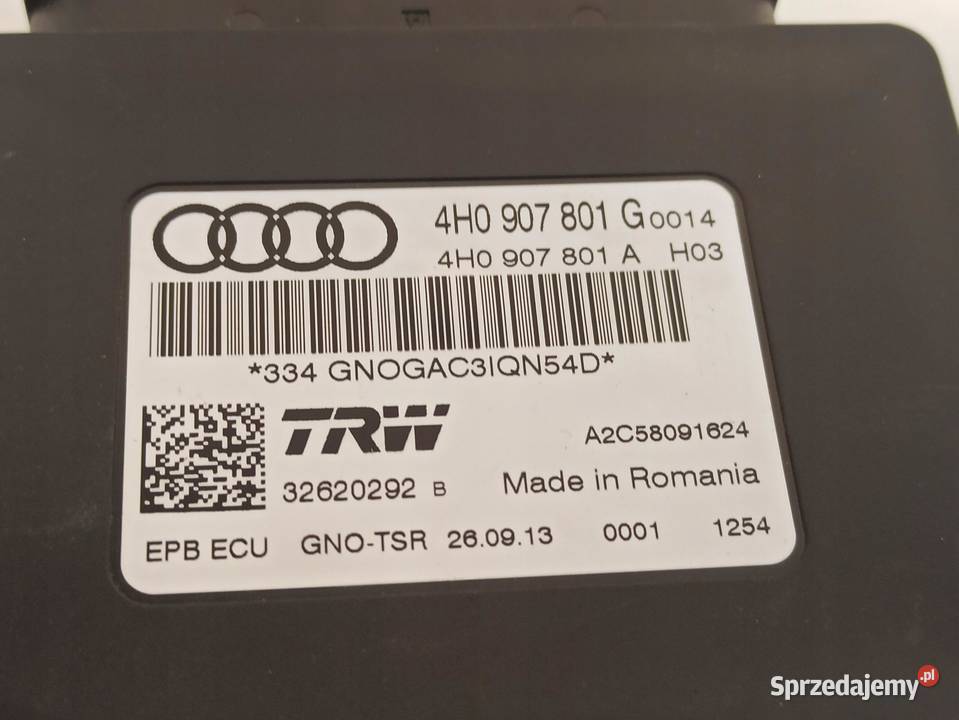 4H0 907 801 G 0014
4H0 907 801 A H03
*334 GNOGAC3IQN54D*
TRW
A2C58091624
32620292 B
Made in Romania
EPB ECU GNO-TSR 26.09.13 0001 1254
Sprzedajemy.pl